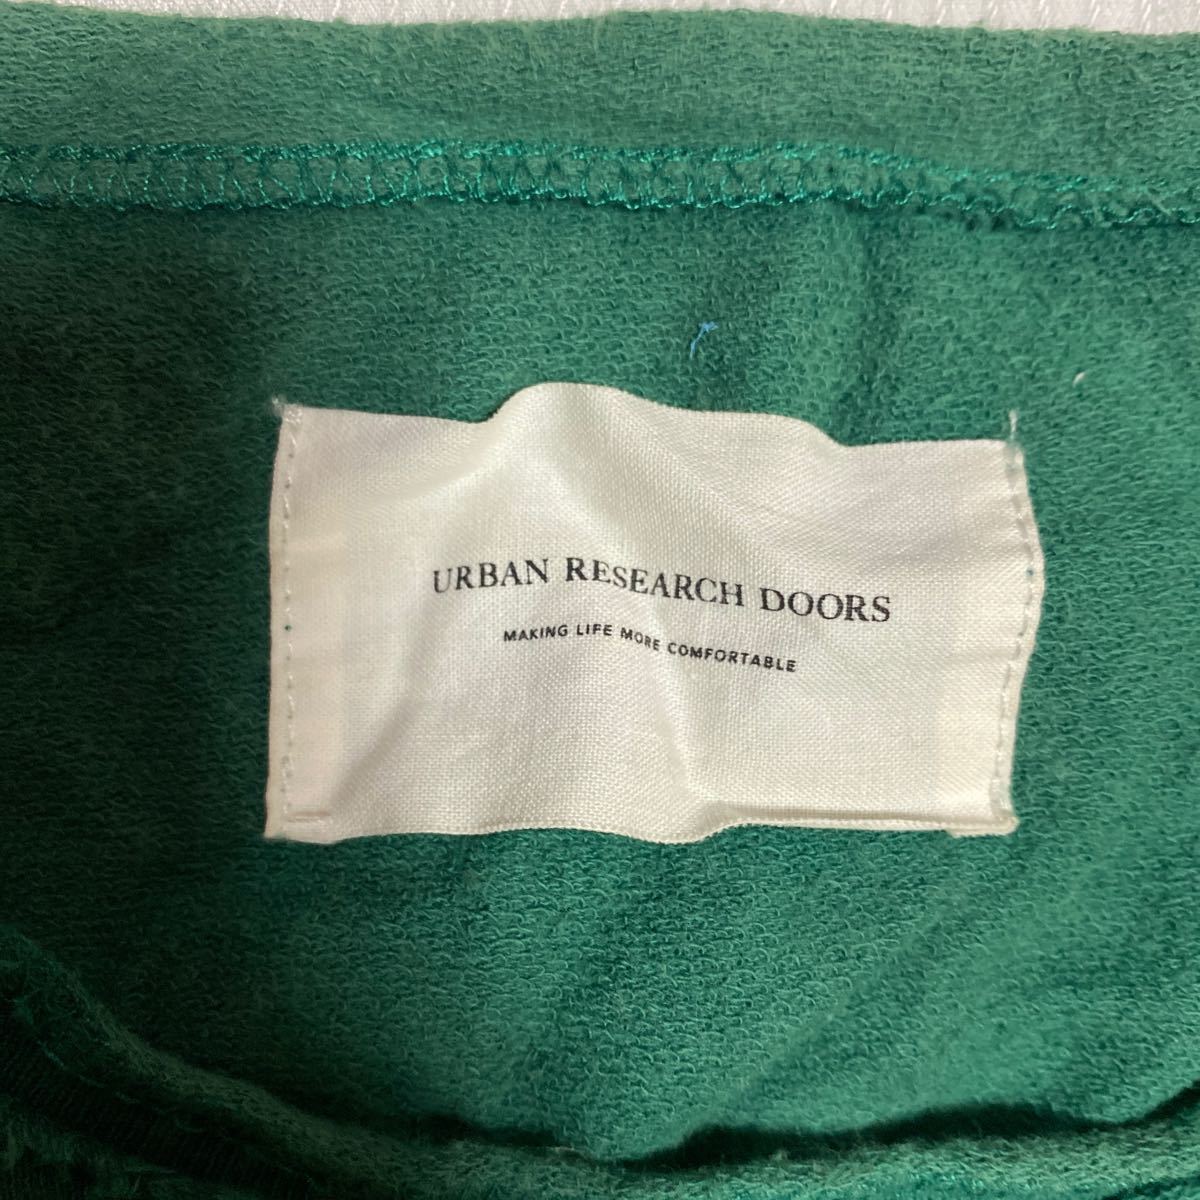 URBAN RESEARCH DOORS
MAKING LIFE MORE COMFORTABLE